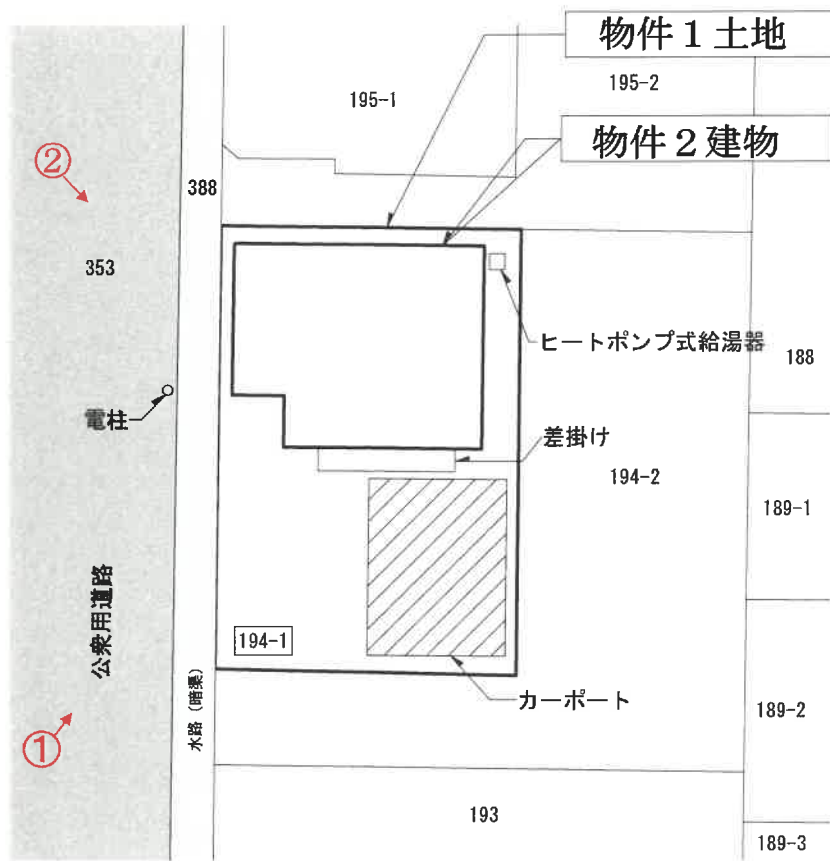 物件１土地
195-1
195-2
物件２建物
②
388
353
ヒートポンプ式給湯器
188
電柱
差掛け
194-2
189-1
公衆用道路
194-1
水路（暗渠）
カーポート
①
189-2
193
189-3